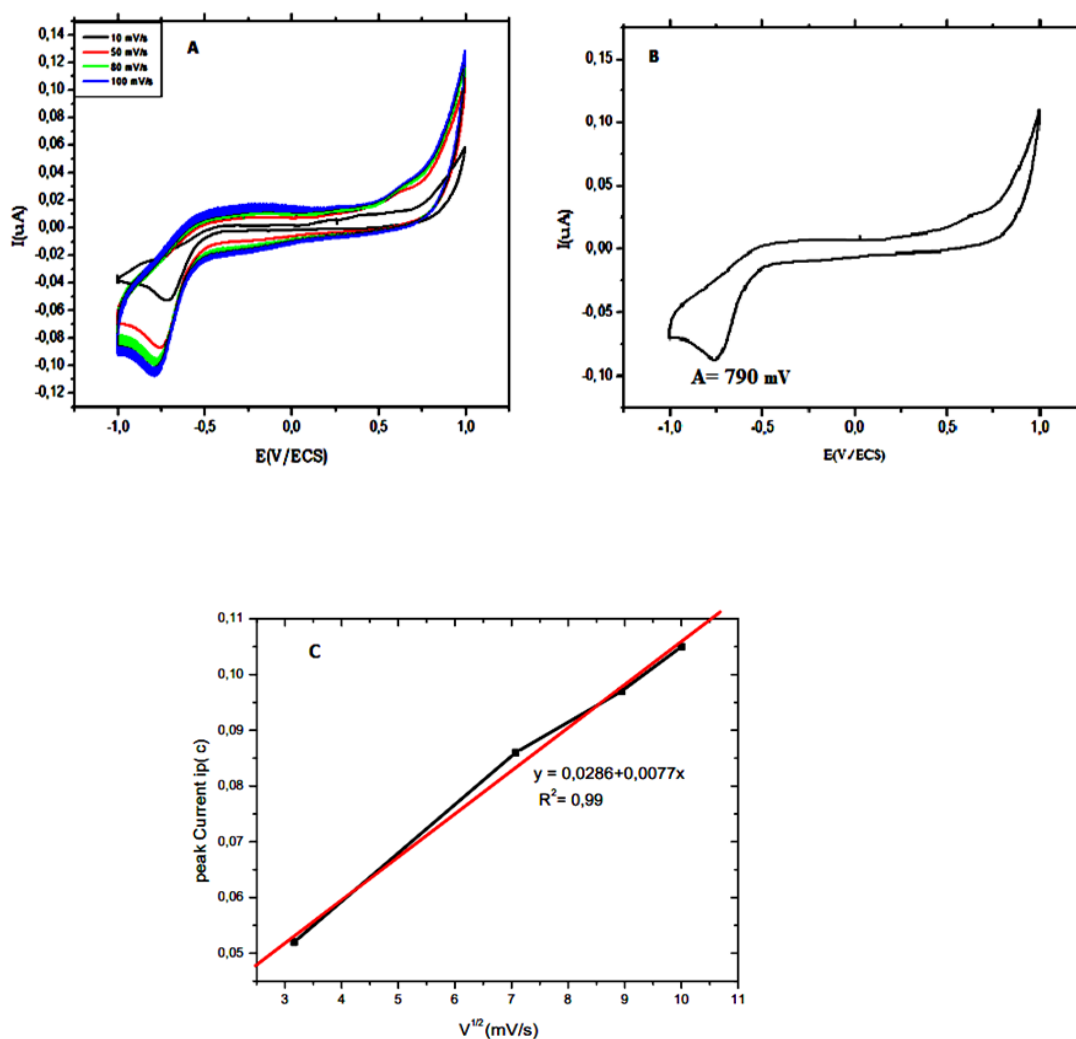 A
10 mV/s
50 mV/s
80 mV/s
100 mV/s
0,14
0,12
0,10
0,08
0,06
0,04
0,02
0,00
-0,02
-0,04
-0,06
-0,08
-0,10
-0,12
I(uA)
-1,0 -0,5 0,0 0,5 1,0
E(V/ECS)
B
0,15
0,10
0,05
0,00
-0,05
-0,10
I(uA)
A= 790 mV
-1,0 -0,5 0,0 0,5 1,0
E(V/ECS)
C
0,11
0,10
0,09
0,08
0,07
0,06
0,05
peak Current ip( c)
y = 0,0286+0,0077x
R²= 0,99
3 4 5 6 7 8 9 10 11
V^1/2(mV/s)